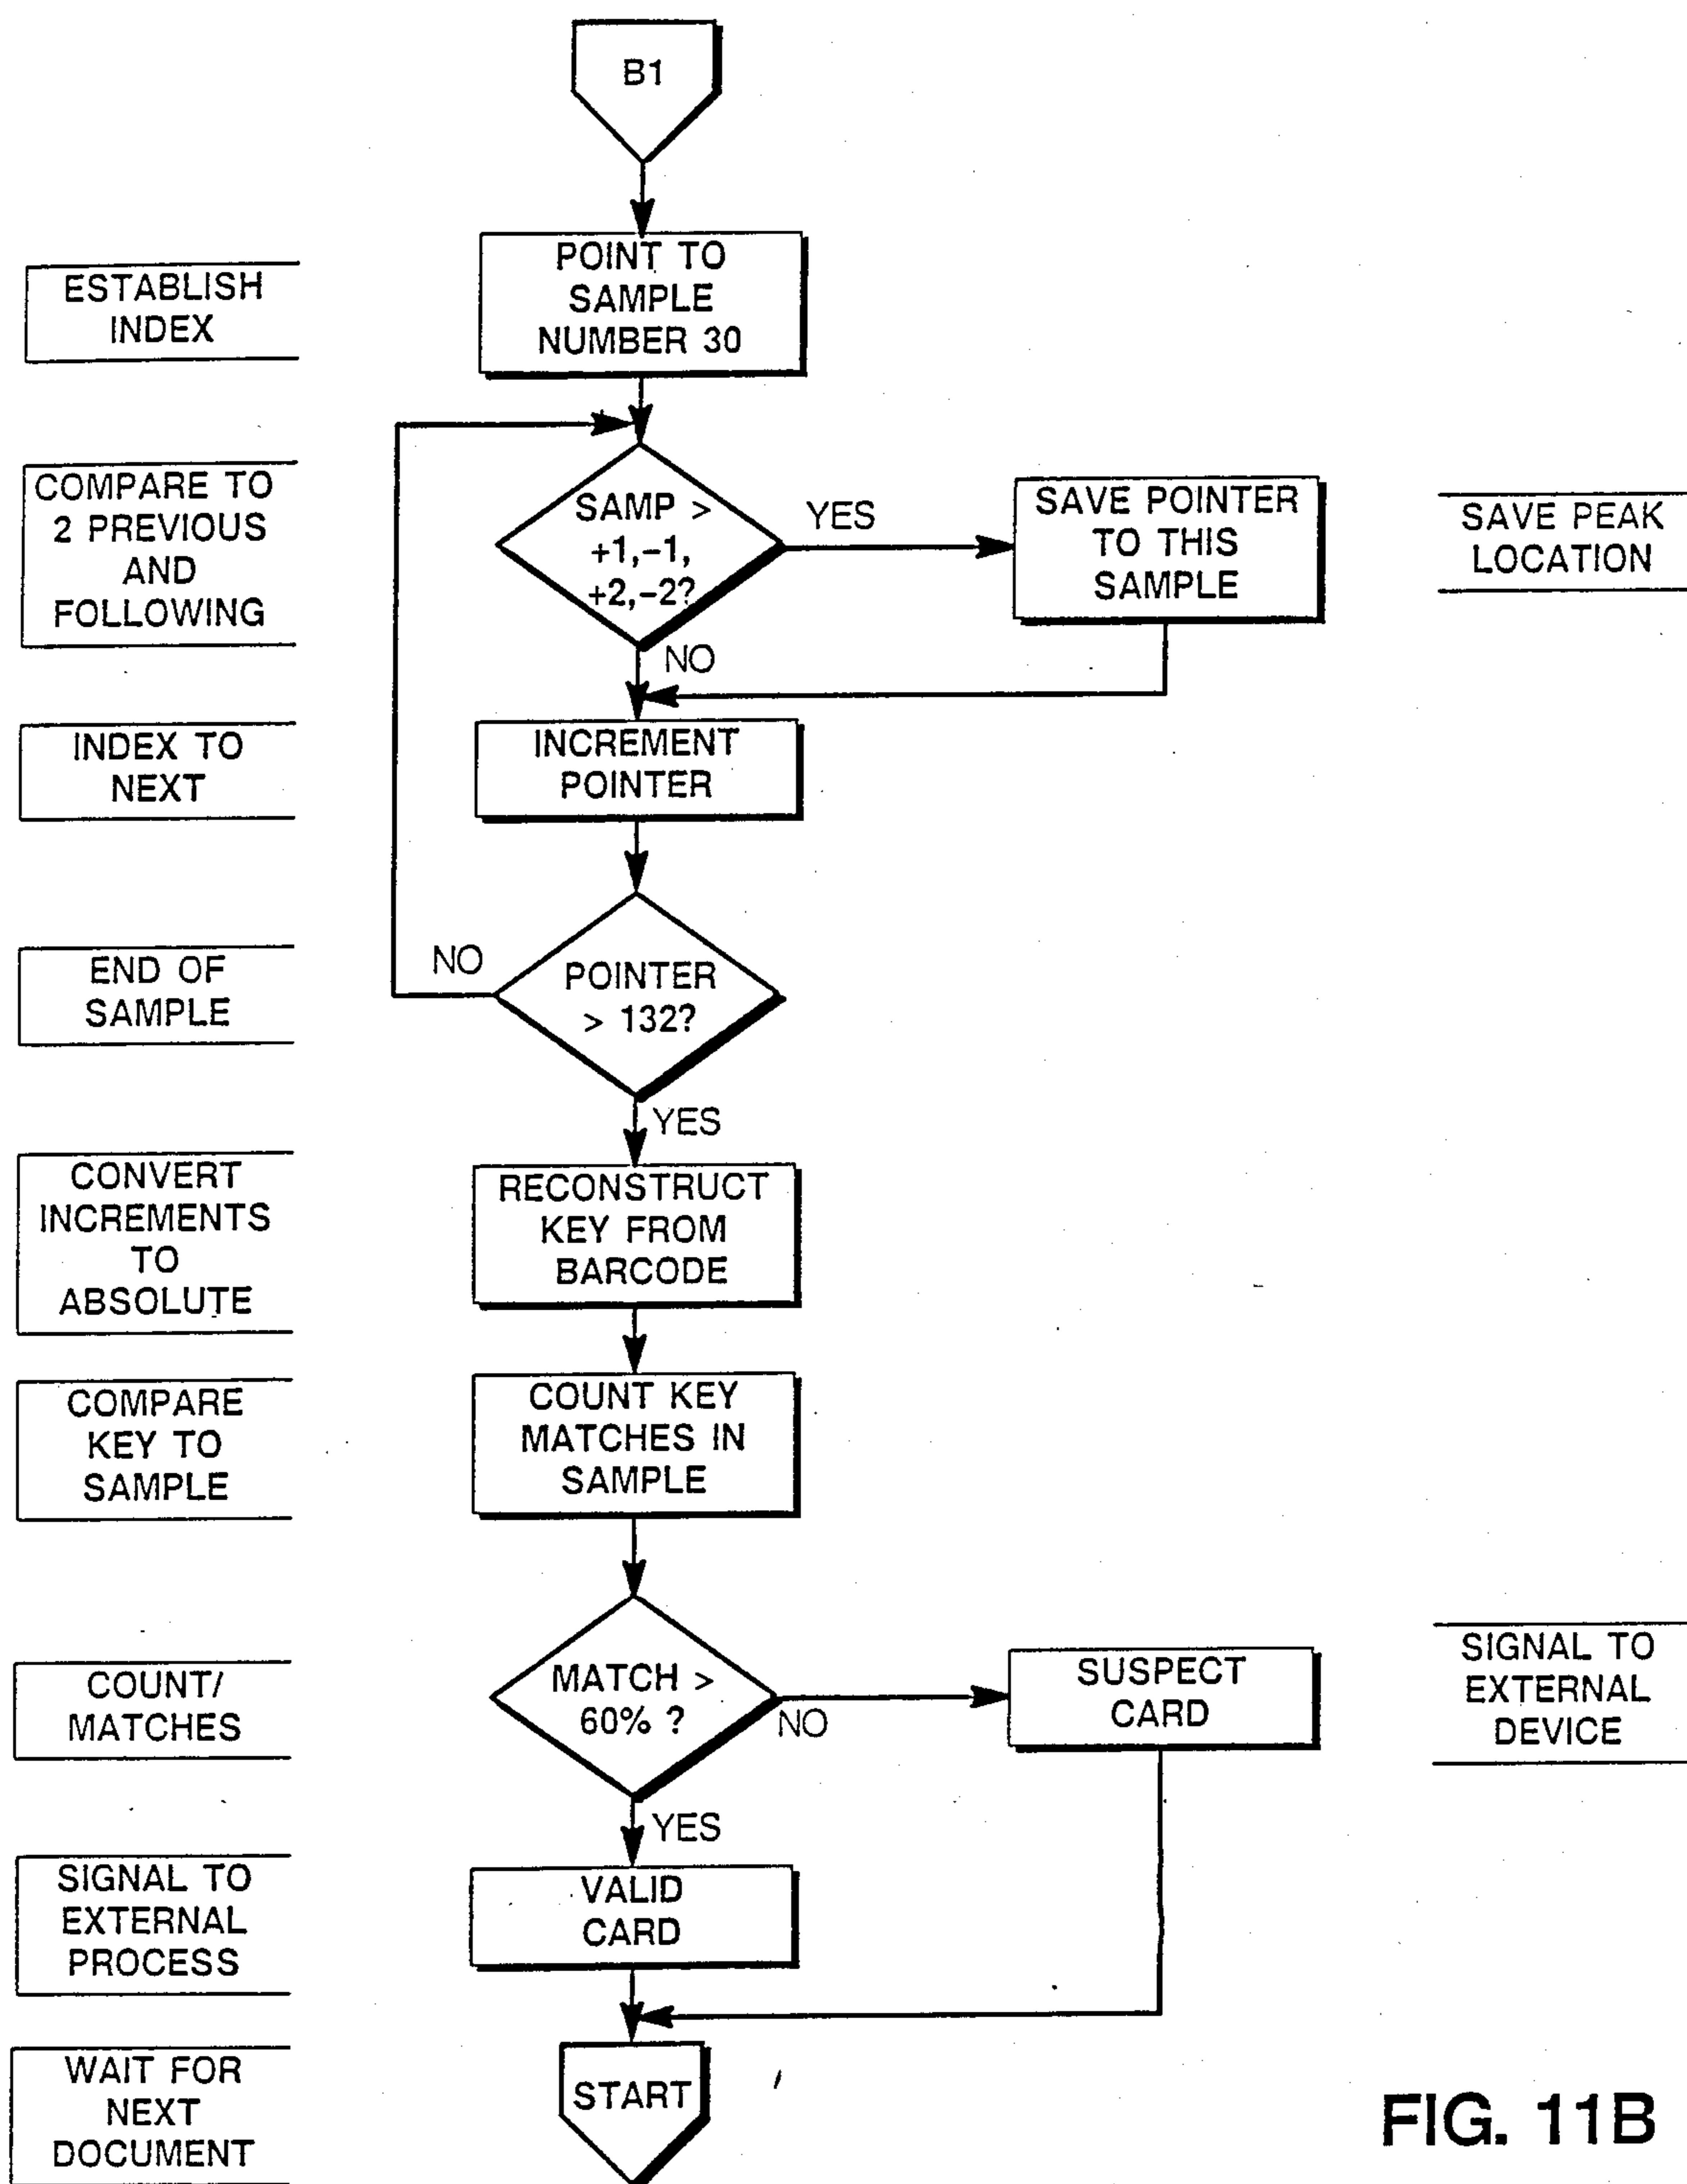 B1
ESTABLISH
INDEX
POINT TO
SAMPLE
NUMBER 30
COMPARE TO
2 PREVIOUS
AND
FOLLOWING
SAMP >
+1,-1,
+2,-2?
YES
SAVE POINTER
TO THIS
SAMPLE
SAVE PEAK
LOCATION
NO
INDEX TO
NEXT
INCREMENT
POINTER
END OF
SAMPLE
NO
POINTER
> 132?
YES
CONVERT
INCREMENTS
TO
ABSOLUTE
RECONSTRUCT
KEY FROM
BARCODE
COMPARE
KEY TO
SAMPLE
COUNT KEY
MATCHES IN
SAMPLE
COUNT/
MATCHES
MATCH >
60% ?
NO
SUSPECT
CARD
SIGNAL TO
EXTERNAL
DEVICE
YES
SIGNAL TO
EXTERNAL
PROCESS
VALID
CARD
WAIT FOR
NEXT
DOCUMENT
START
FIG. 11B